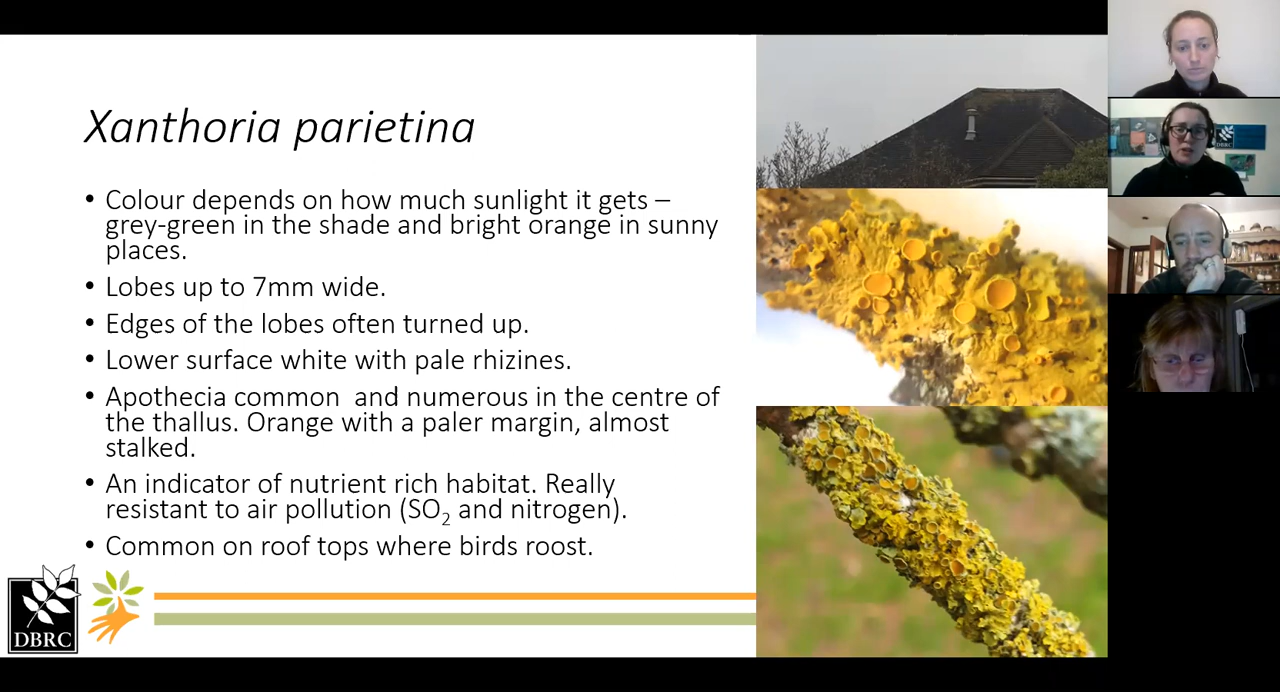 Xanthoria parietina
• Colour depends on how much sunlight it gets –
grey-green in the shade and bright orange in sunny
places.
• Lobes up to 7mm wide.
• Edges of the lobes often turned up.
• Lower surface white with pale rhizines.
• Apothecia common  and numerous in the centre of
the thallus. Orange with a paler margin, almost
stalked.
• An indicator of nutrient rich habitat. Really
resistant to air pollution (SO₂ and nitrogen).
• Common on roof tops where birds roost.
DBRC
DBRC